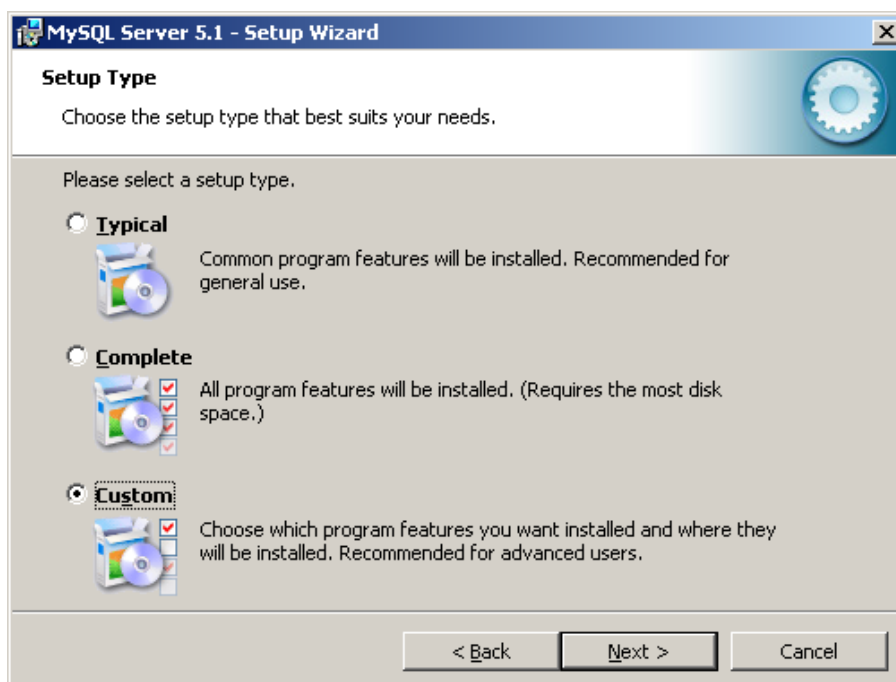 MySQL Server 5.1 - Setup Wizard
Setup Type
Choose the setup type that best suits your needs.
Please select a setup type.
Typical
Common program features will be installed. Recommended for
general use.
Complete
All program features will be installed. (Requires the most disk
space.)
Custom
Choose which program features you want installed and where they
will be installed. Recommended for advanced users.
< Back
Next >
Cancel